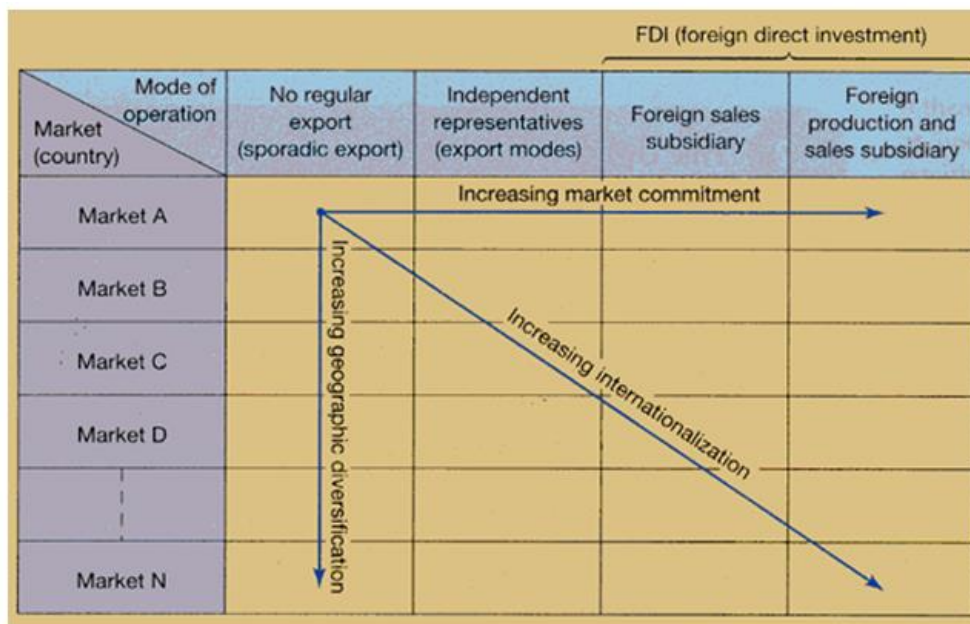 FDI (foreign direct investment)
Mode of
operation
Market
(country)
No regular
export
(sporadic export)
Independent
representatives
(export modes)
Foreign sales
subsidiary
Foreign
production and
sales subsidiary
Market A
Increasing market commitment
Market B
Market C
Market D
Market N
Increasing geographic diversification
Increasing internationalization